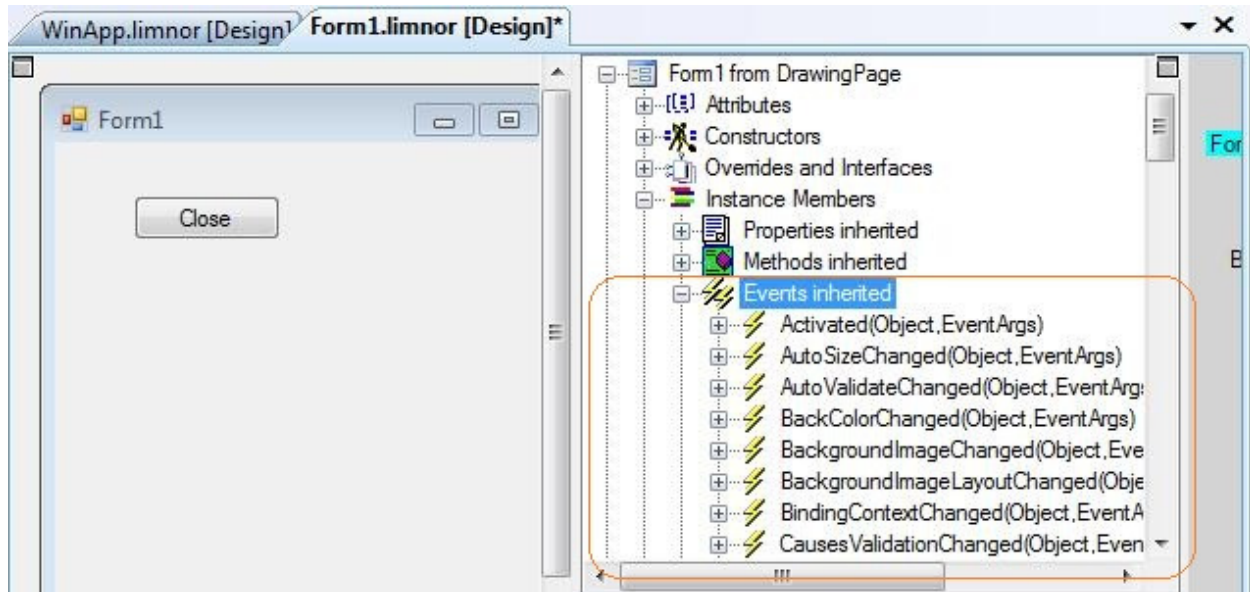 WinApp.limnor [Design]
Form1.limnor [Design]*
Form1
Close
Form1 from DrawingPage
Attributes
Constructors
Overrides and Interfaces
Instance Members
Properties inherited
Methods inherited
Events inherited
Activated(Object,EventArgs)
AutoSizeChanged(Object,EventArgs)
AutoValidateChanged(Object,EventArgs
BackColorChanged(Object,EventArgs)
BackgroundImageChanged(Object,Eve
BackgroundImageLayoutChanged(Obje
BindingContextChanged(Object,EventA
CausesValidationChanged(Object,Even
For
B